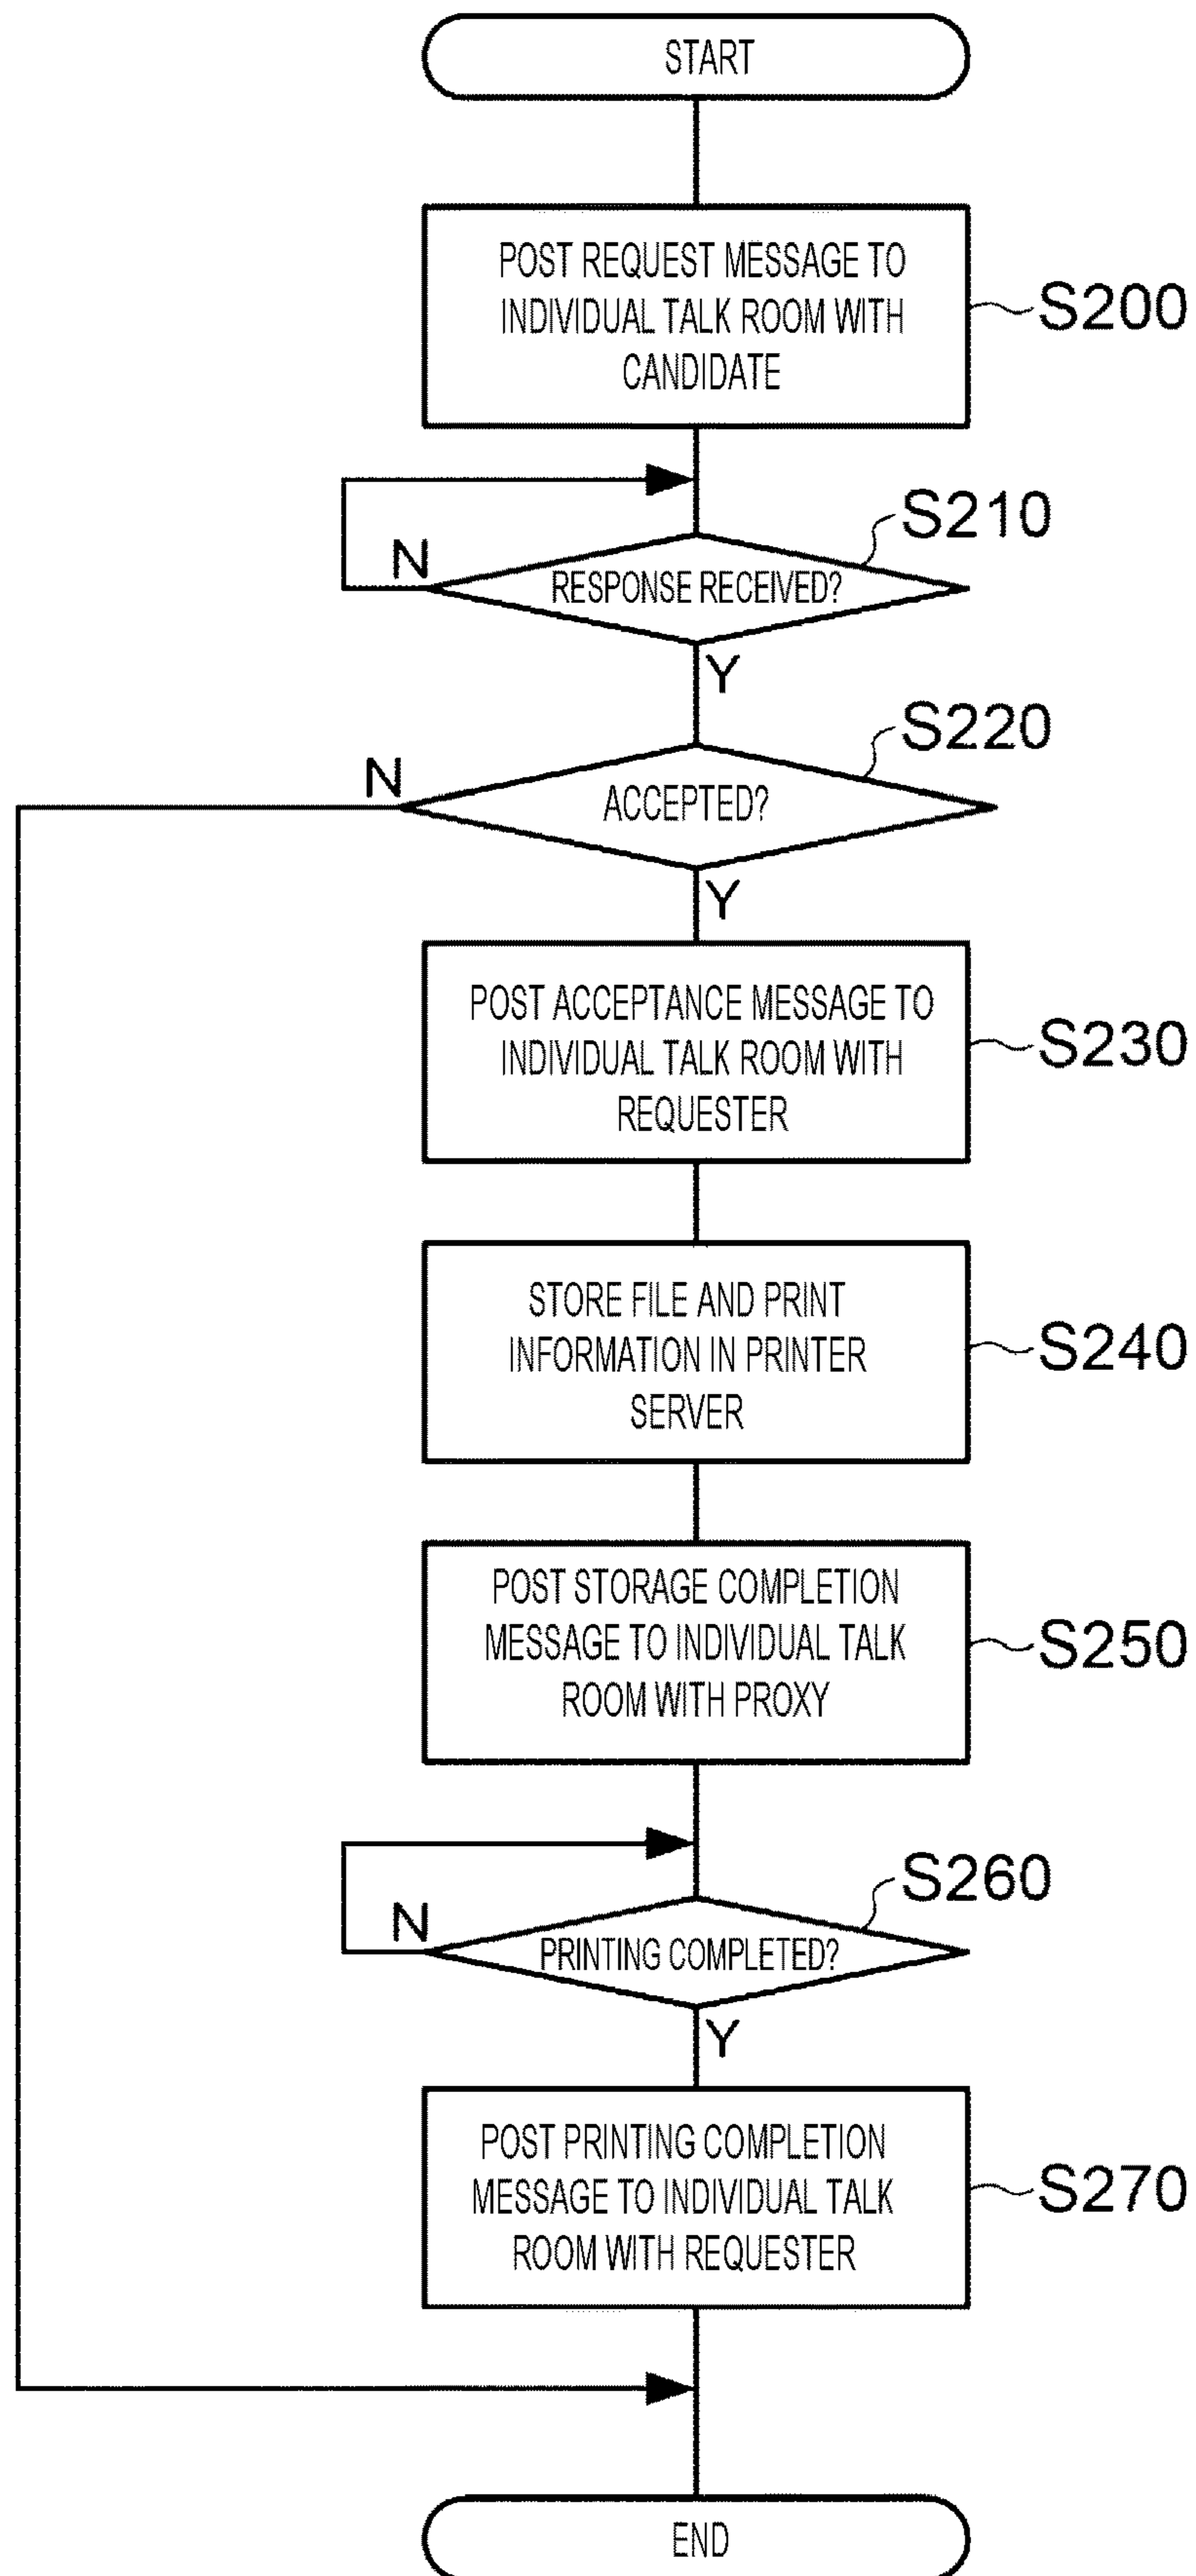 START
POST REQUEST MESSAGE TO
INDIVIDUAL TALK ROOM WITH
CANDIDATE
S200
S210
N
RESPONSE RECEIVED?
Y
S220
N
ACCEPTED?
Y
POST ACCEPTANCE MESSAGE TO
INDIVIDUAL TALK ROOM WITH
REQUESTER
S230
STORE FILE AND PRINT
INFORMATION IN PRINTER
SERVER
S240
POST STORAGE COMPLETION
MESSAGE TO INDIVIDUAL TALK
ROOM WITH PROXY
S250
S260
N
PRINTING COMPLETED?
Y
POST PRINTING COMPLETION
MESSAGE TO INDIVIDUAL TALK
ROOM WITH REQUESTER
S270
END